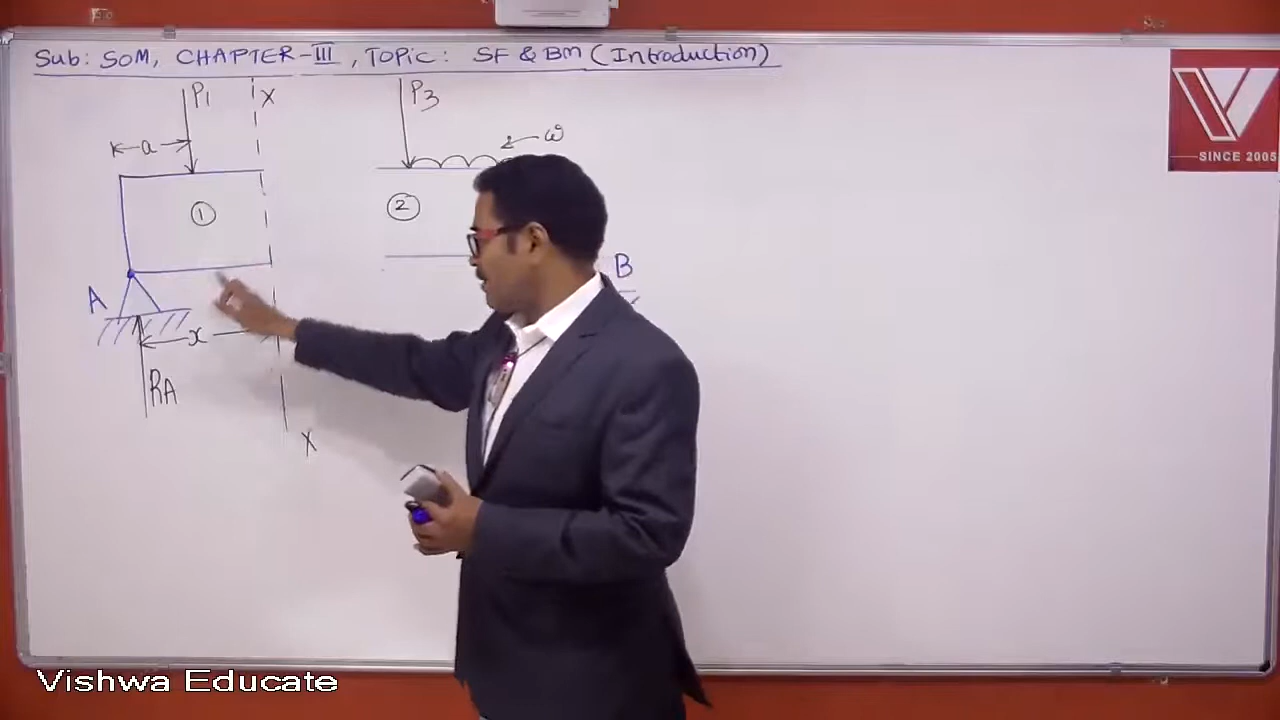 Sub: SOM, CHAPTER-III, TOPIC: SF & BM (Introduction)
P1
X
P3
a
ω
1
2
A
B
x
RA
X
V
SINCE 2005
Vishwa Educate